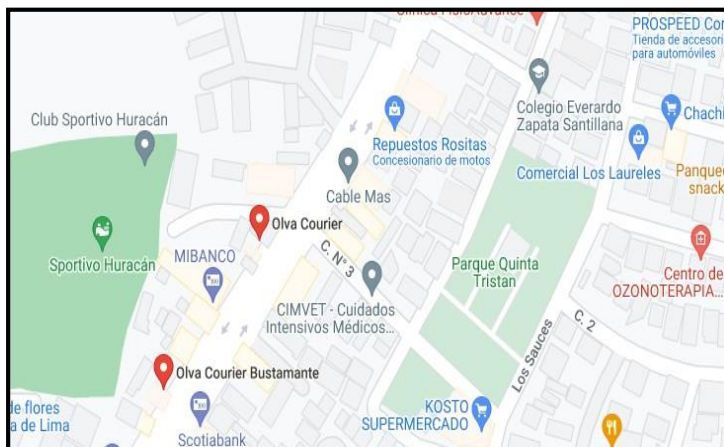 PROSPEED
Tienda de accesori
para automóviles
Club Sportivo Huracán
Colegio Everardo
Zapata Santillana
Chachi
Repuestos Rositas
Concesionario de motos
Comercial Los Laureles
snack
Cable Mas
Olva Courier
MIBANCO
Sportivo Huracán
C. N° 3
Parque Quinta
Tristan
Centro de
OZONOTERAPIA...
CIMVET - Cuidados
Intensivos Médicos...
C. 2
Los Sauces
Olva Courier Bustamante
KOSTO
SUPERMERCADO
de flores
a de Lima
Scotiabank